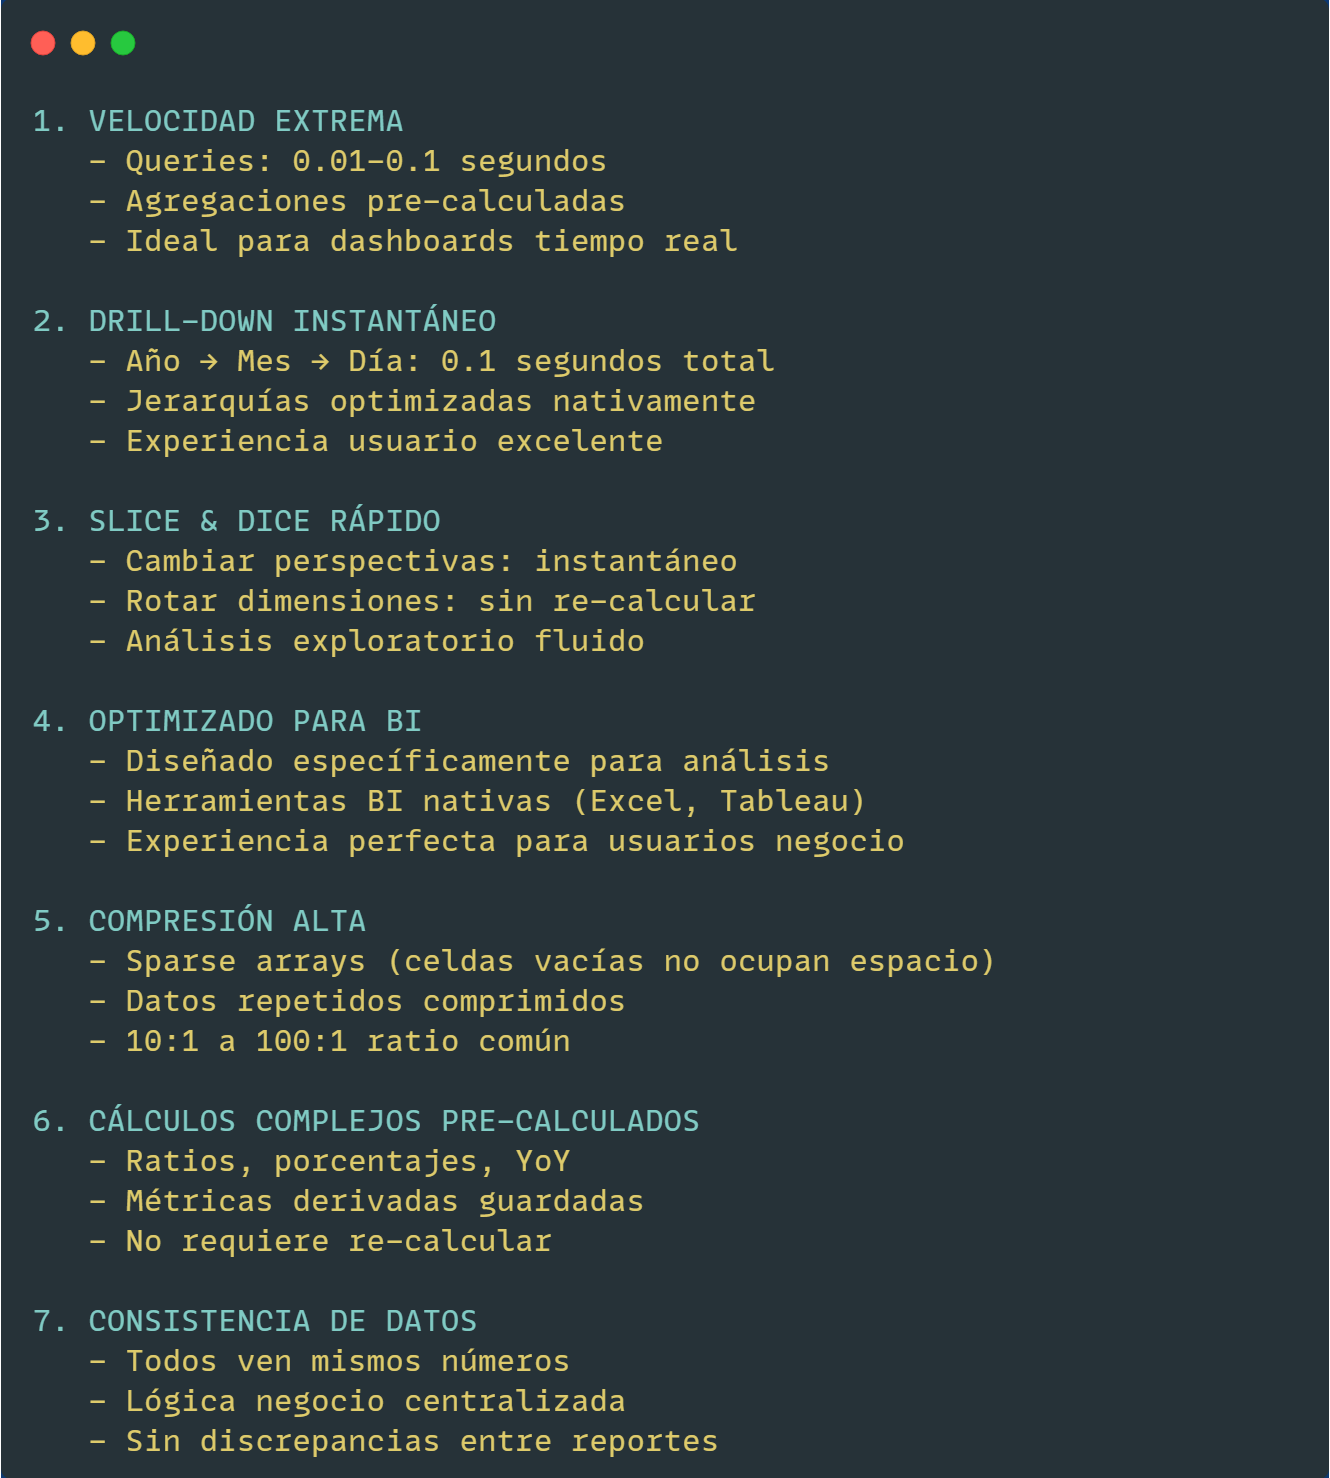 1. VELOCIDAD EXTREMA
- Queries: 0.01-0.1 segundos
- Agregaciones pre-calculadas
- Ideal para dashboards tiempo real
2. DRILL-DOWN INSTANTÁNEO
- Año → Mes → Día: 0.1 segundos total
- Jerarquías optimizadas nativamente
- Experiencia usuario excelente
3. SLICE & DICE RÁPIDO
- Cambiar perspectivas: instantáneo
- Rotar dimensiones: sin re-calcular
- Análisis exploratorio fluido
4. OPTIMIZADO PARA BI
- Diseñado específicamente para análisis
- Herramientas BI nativas (Excel, Tableau)
- Experiencia perfecta para usuarios negocio
5. COMPRESIÓN ALTA
- Sparse arrays (celdas vacías no ocupan espacio)
- Datos repetidos comprimidos
- 10:1 a 100:1 ratio común
6. CÁLCULOS COMPLEJOS PRE-CALCULADOS
- Ratios, porcentajes, YoY
- Métricas derivadas guardadas
- No requiere re-calcular
7. CONSISTENCIA DE DATOS
- Todos ven mismos números
- Lógica negocio centralizada
- Sin discrepancias entre reportes